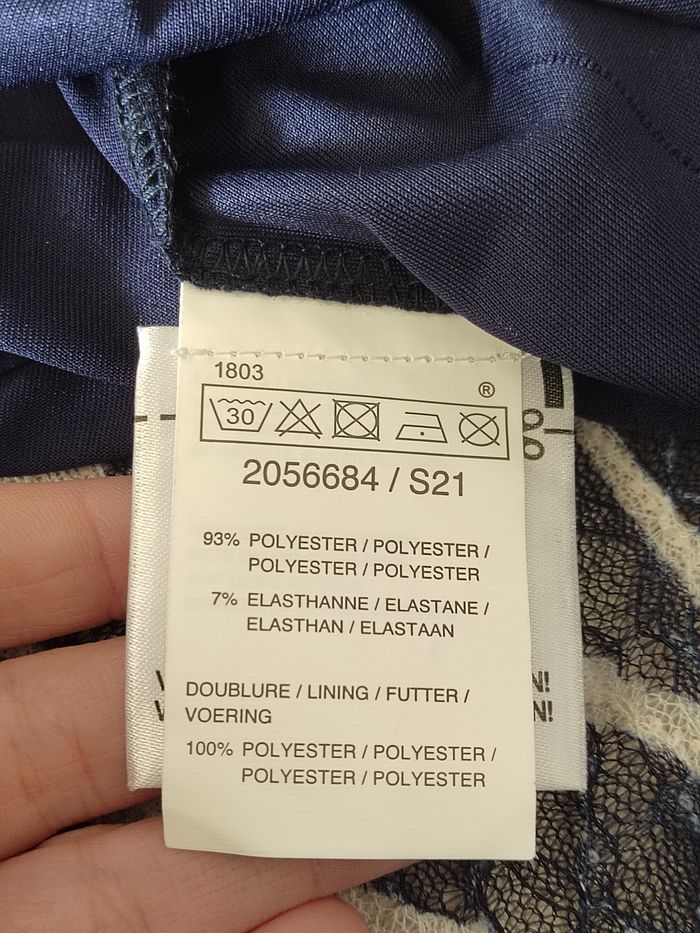 1803
®
30
2056684 / S21
93% POLYESTER / POLYESTER /
POLYESTER / POLYESTER
7% ELASTHANNE / ELASTANE /
ELASTHAN / ELASTAAN
DOUBLURE / LINING / FUTTER /
VOERING
100% POLYESTER / POLYESTER /
POLYESTER / POLYESTER